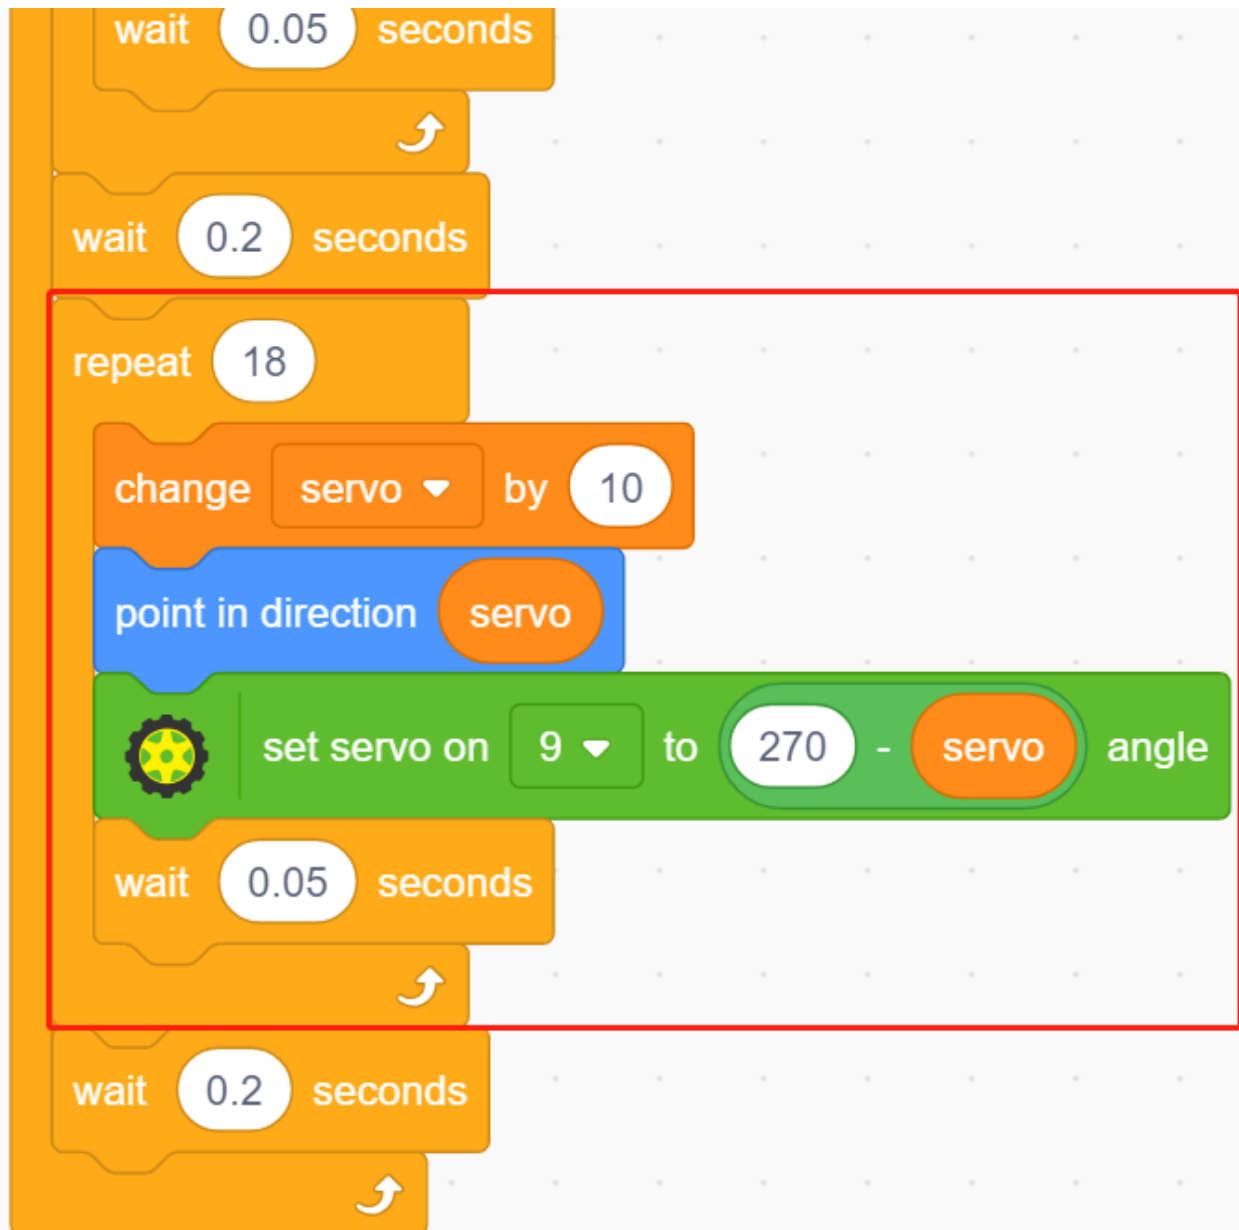 wait 0.05 seconds
wait 0.2 seconds
repeat 18
change servo by 10
point in direction servo
set servo on 9 to 270 - servo angle
wait 0.05 seconds
wait 0.2 seconds